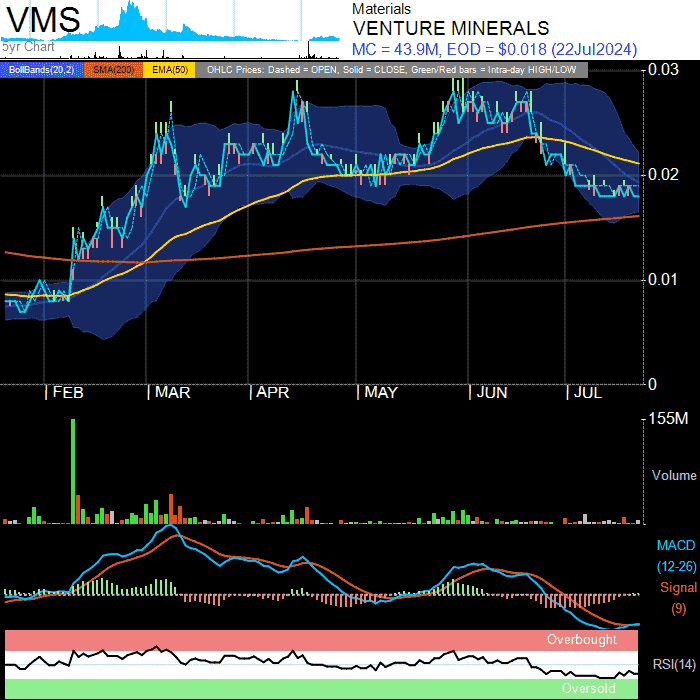 VMS
5yr Chart
Materials
VENTURE MINERALS
MC = 43.9M, EOD = $0.018 (22Jul2024)
BollBands(20,2) SMA(200) EMA(50) OHLC Prices: Dashed = OPEN, Solid = CLOSE, Green/Red bars = Intra-day HIGH/LOW
0.03
0.02
0.01
0
FEB MAR APR MAY JUN JUL
155M
Volume
MACD
(12-26)
Signal
(9)
Overbought
RSI(14)
Oversold